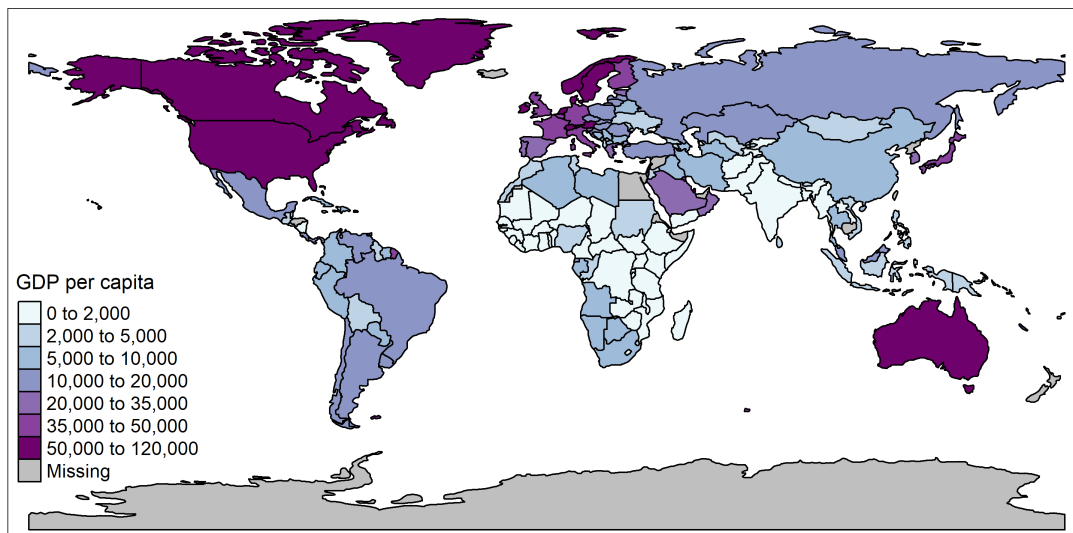 GDP per capita
0 to 2,000
2,000 to 5,000
5,000 to 10,000
10,000 to 20,000
20,000 to 35,000
35,000 to 50,000
50,000 to 120,000
Missing